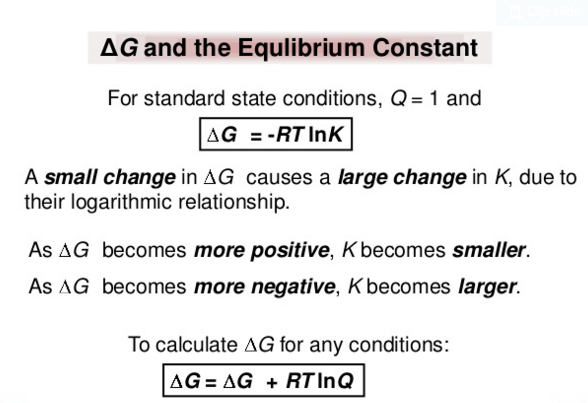 ΔG and the Equlibrium Constant
For standard state conditions, Q = 1 and
ΔG = -RT lnK
A small change in ΔG causes a large change in K, due to
their logarithmic relationship.
As ΔG becomes more positive, K becomes smaller.
As ΔG becomes more negative, K becomes larger.
To calculate ΔG for any conditions:
ΔG = ΔG + RT lnQ